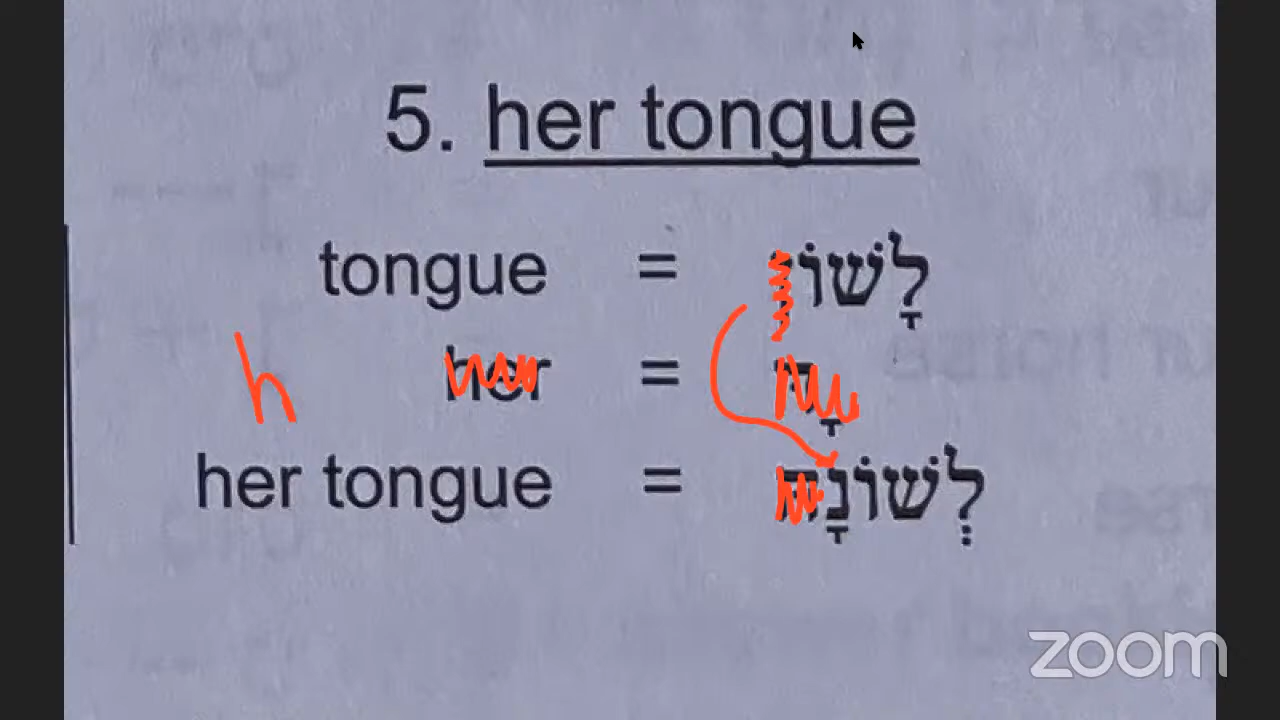 5. her tongue
tongue = לָשׁוֹן
h her = הָ
her tongue = לְשׁוֹנָהּ
zoom